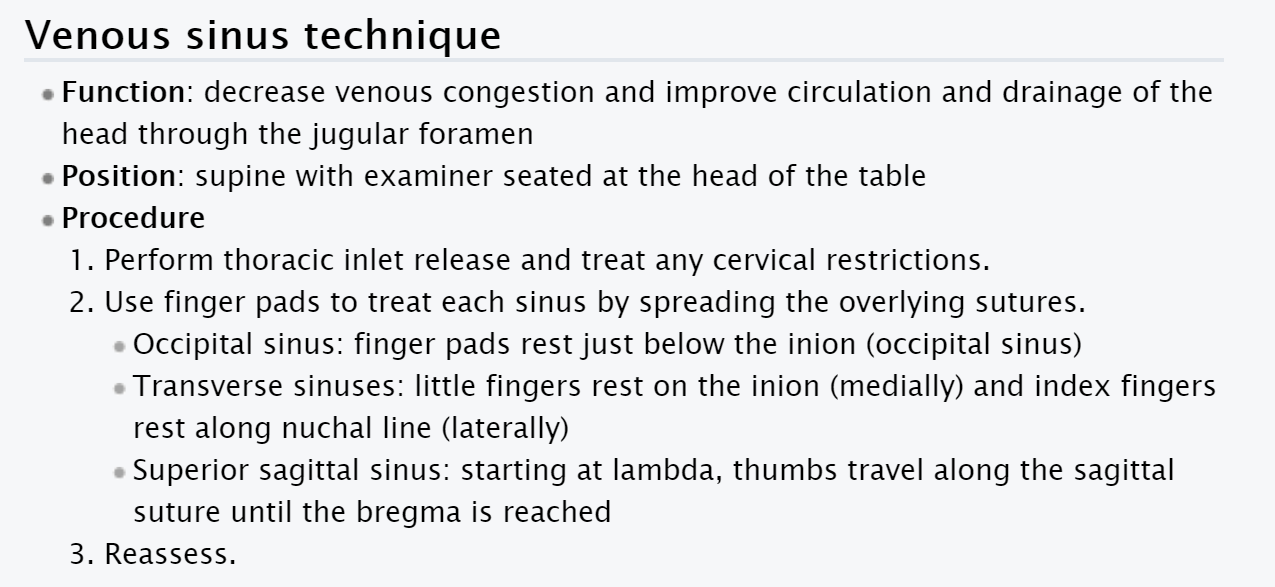 Venous sinus technique
Function: decrease venous congestion and improve circulation and drainage of the
head through the jugular foramen
Position: supine with examiner seated at the head of the table
Procedure
1. Perform thoracic inlet release and treat any cervical restrictions.
2. Use finger pads to treat each sinus by spreading the overlying sutures.
Occipital sinus: finger pads rest just below the inion (occipital sinus)
Transverse sinuses: little fingers rest on the inion (medially) and index fingers
rest along nuchal line (laterally)
Superior sagittal sinus: starting at lambda, thumbs travel along the sagittal
suture until the bregma is reached
3. Reassess.